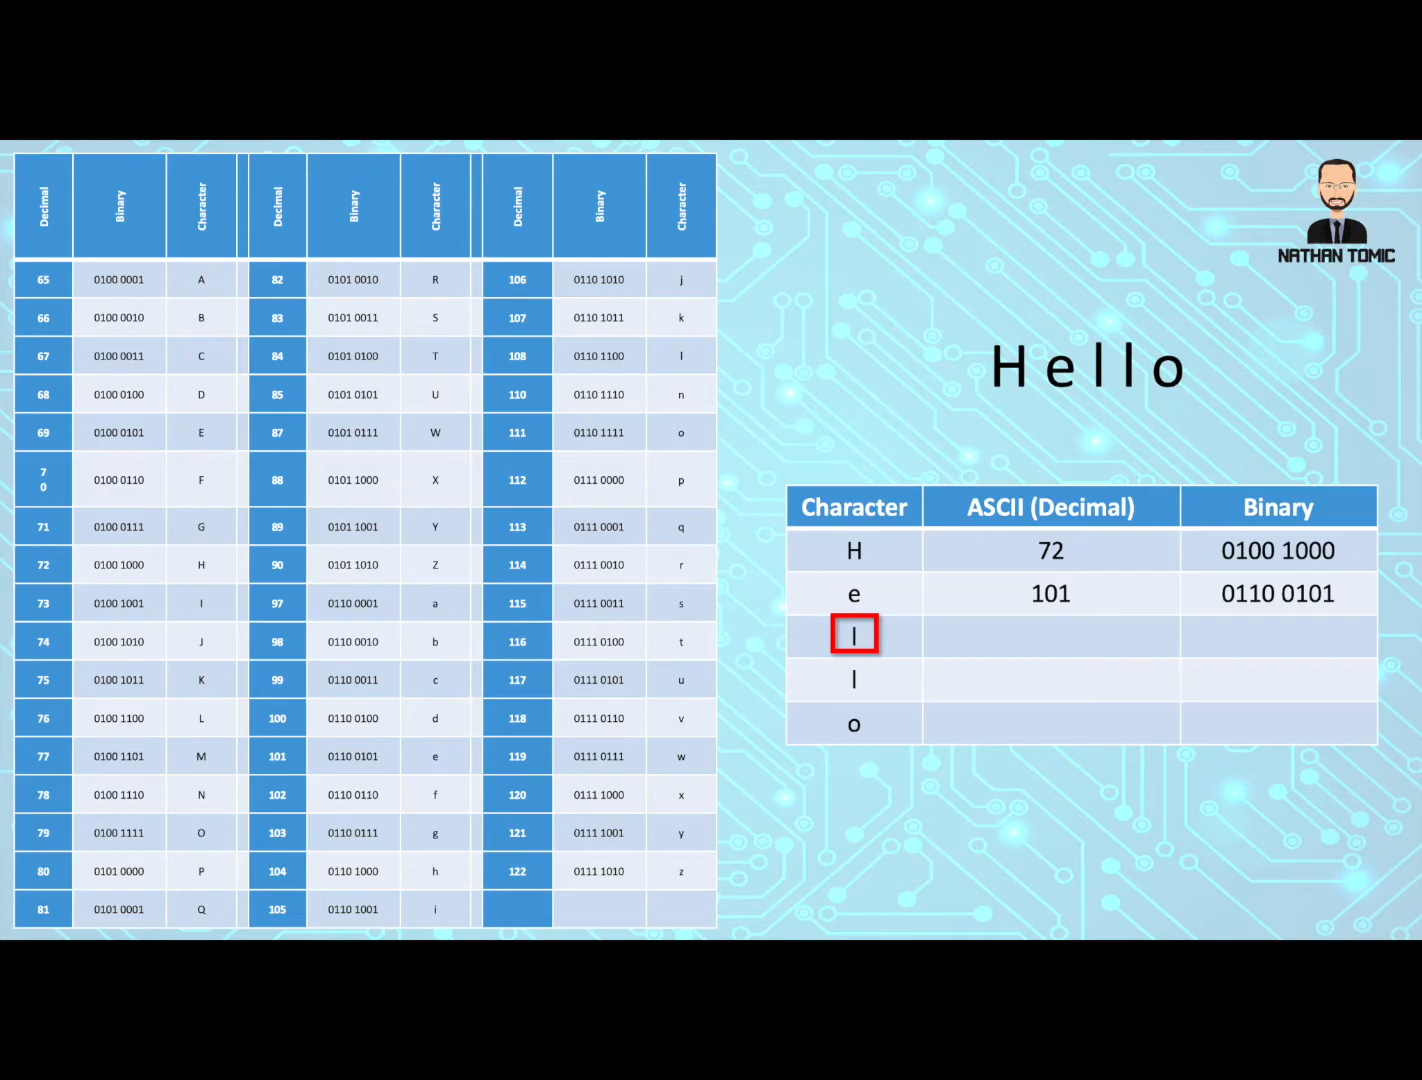 Decimal Binary Character Decimal Binary Character Decimal Binary Character
65 0100 0001 A 82 0101 0010 R 106 0110 1010 j
66 0100 0010 B 83 0101 0011 S 107 0110 1011 k
67 0100 0011 C 84 0101 0100 T 108 0110 1100 l
68 0100 0100 D 85 0101 0101 U 110 0110 1110 n
69 0100 0101 E 87 0101 0111 W 111 0110 1111 o
70 0100 0110 F 88 0101 1000 X 112 0111 0000 p
71 0100 0111 G 89 0101 1001 Y 113 0111 0001 q
72 0100 1000 H 90 0101 1010 Z 114 0111 0010 r
73 0100 1001 I 97 0110 0001 a 115 0111 0011 s
74 0100 1010 J 98 0110 0010 b 116 0111 0100 t
75 0100 1011 K 99 0110 0011 c 117 0111 0101 u
76 0100 1100 L 100 0110 0100 d 118 0111 0110 v
77 0100 1101 M 101 0110 0101 e 119 0111 0111 w
78 0100 1110 N 102 0110 0110 f 120 0111 1000 x
79 0100 1111 O 103 0110 0111 g 121 0111 1001 y
80 0101 0000 P 104 0110 1000 h 122 0111 1010 z
81 0101 0001 Q 105 0110 1001 i
NATHAN TOMIC
H e l l o
Character ASCII (Decimal) Binary
H 72 0100 1000
e 101 0110 0101
l
l
o